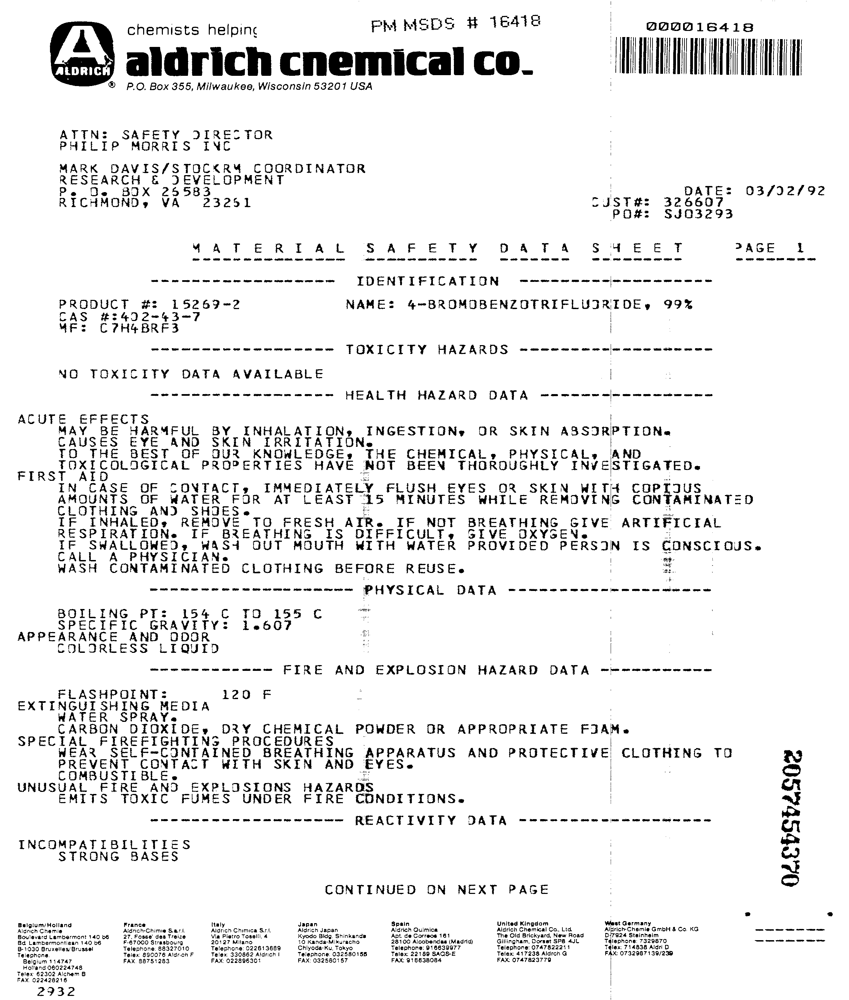 chemists helping
PM MSDS # 16418
000016418
ALDRICH
®
aldrich chemical co.
P.O. Box 355, Milwaukee, Wisconsin 53201 USA
ATTN: SAFETY DIRECTOR
PHILIP MORRIS INC
MARK DAVIS/STOCKRM COORDINATOR
RESEARCH & DEVELOPMENT
P. O. BOX 26583
RICHMOND, VA 23261
DATE: 03/02/92
CUST#: 326607
PO#: SJ03293
MATERIAL SAFETY DATA SHEET PAGE 1
IDENTIFICATION
PRODUCT #: 15269-2 NAME: 4-BROMOBENZOTRIFLUORIDE, 99%
CAS #:402-43-7
MF: C7H4BRF3
TOXICITY HAZARDS
NO TOXICITY DATA AVAILABLE
HEALTH HAZARD DATA
ACUTE EFFECTS
MAY BE HARMFUL BY INHALATION, INGESTION, OR SKIN ABSORPTION.
CAUSES EYE AND SKIN IRRITATION.
TO THE BEST OF OUR KNOWLEDGE, THE CHEMICAL, PHYSICAL, AND
TOXICOLOGICAL PROPERTIES HAVE NOT BEEN THOROUGHLY INVESTIGATED.
FIRST AID
IN CASE OF CONTACT, IMMEDIATELY FLUSH EYES OR SKIN WITH COPIOUS
AMOUNTS OF WATER FOR AT LEAST 15 MINUTES WHILE REMOVING CONTAMINATED
CLOTHING AND SHOES.
IF INHALED, REMOVE TO FRESH AIR. IF NOT BREATHING GIVE ARTIFICIAL
RESPIRATION. IF BREATHING IS DIFFICULT, GIVE OXYGEN.
IF SWALLOWED, WASH OUT MOUTH WITH WATER PROVIDED PERSON IS CONSCIOUS.
CALL A PHYSICIAN.
WASH CONTAMINATED CLOTHING BEFORE REUSE.
PHYSICAL DATA
BOILING PT: 154 C TO 155 C
SPECIFIC GRAVITY: 1.607
APPEARANCE AND ODOR
COLORLESS LIQUID
FIRE AND EXPLOSION HAZARD DATA
FLASHPOINT: 120 F
EXTINGUISHING MEDIA
WATER SPRAY.
CARBON DIOXIDE, DRY CHEMICAL POWDER OR APPROPRIATE FOAM.
SPECIAL FIREFIGHTING PROCEDURES
WEAR SELF-CONTAINED BREATHING APPARATUS AND PROTECTIVE CLOTHING TO
PREVENT CONTACT WITH SKIN AND EYES.
COMBUSTIBLE.
UNUSUAL FIRE AND EXPLOSIONS HAZARDS
EMITS TOXIC FUMES UNDER FIRE CONDITIONS.
REACTIVITY DATA
INCOMPATIBILITIES
STRONG BASES
2057454370
CONTINUED ON NEXT PAGE
Belgium/Holland
Aldrich Chemie
Boulevard Lambermont 140 b6
Bd. Lambermontlaan 140 b6
B-1030 Bruxelles/Brussel
Telephone
Belgium 114747
Holland 060224748
Telex: 62302 Alchem B
FAX: 022428216
France
Aldrich-Chimie S.a.r.l.
27, Fosse des Treize
F-67000 Strasbourg
Telephone: 88327010
Telex: 890076 Aldrich F
FAX: 88751283
Italy
Aldrich Chimica S.r.l.
Via Pietro Toselli, 4
20127 Milano
Telephone: 022613689
Telex: 330862 Aldrich I
FAX: 022896301
Japan
Aldrich Japan
Kyodo Bldg. Shinkanda
10 Kanda-Mikuracho
Chiyoda-Ku, Tokyo
Telephone: 032580155
FAX: 032580157
Spain
Aldrich Quimica
Apt. de Correos 161
28100 Alcobendas (Madrid)
Telephone: 916639977
Telex: 22189 SAQS-E
FAX: 916638084
United Kingdom
Aldrich Chemical Co., Ltd.
The Old Brickyard, New Road
Gillingham, Dorset SP8 4JL
Telephone: 0747822211
Telex: 417238 Aldrich G
FAX: 0747823779
West Germany
Aldrich-Chemie GmbH & Co. KG
D/7924 Steinheim
Telephone: 7329870
Telex: 714838 Aldri D
FAX: 0732987139/239
2932